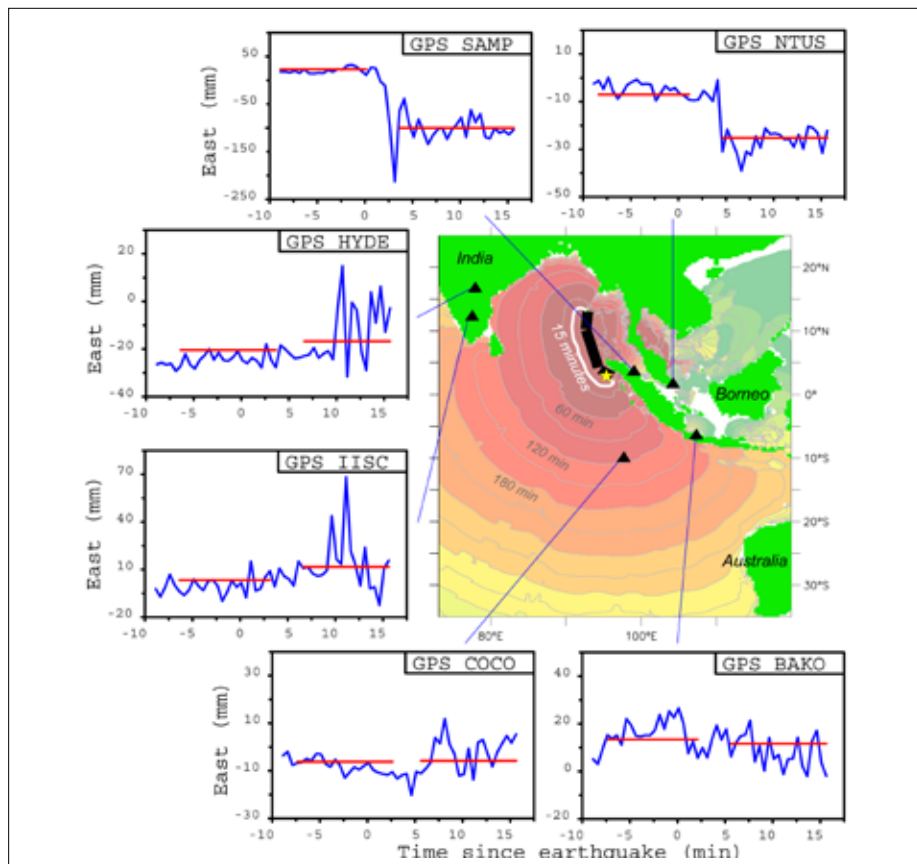 GPS SAMP
East (mm)
50
-50
-150
-250
-10 -5 0 5 10 15
GPS NTUS
East (mm)
10
-10
-30
-50
-10 -5 0 5 10 15
GPS HYDE
East (mm)
20
0
-20
-40
-10 -5 0 5 10 15
GPS IISC
East (mm)
70
40
10
-20
-10 -5 0 5 10 15
India
15 minutes
60 min
120 min
180 min
Borneo
Australia
20°N
10°N
0°
10°S
20°S
30°S
80°E 100°E
GPS COCO
East (mm)
30
10
-10
-30
-10 -5 0 5 10 15
GPS BAKO
East (mm)
40
20
0
-20
-10 -5 0 5 10 15
Time since earthquake (min)